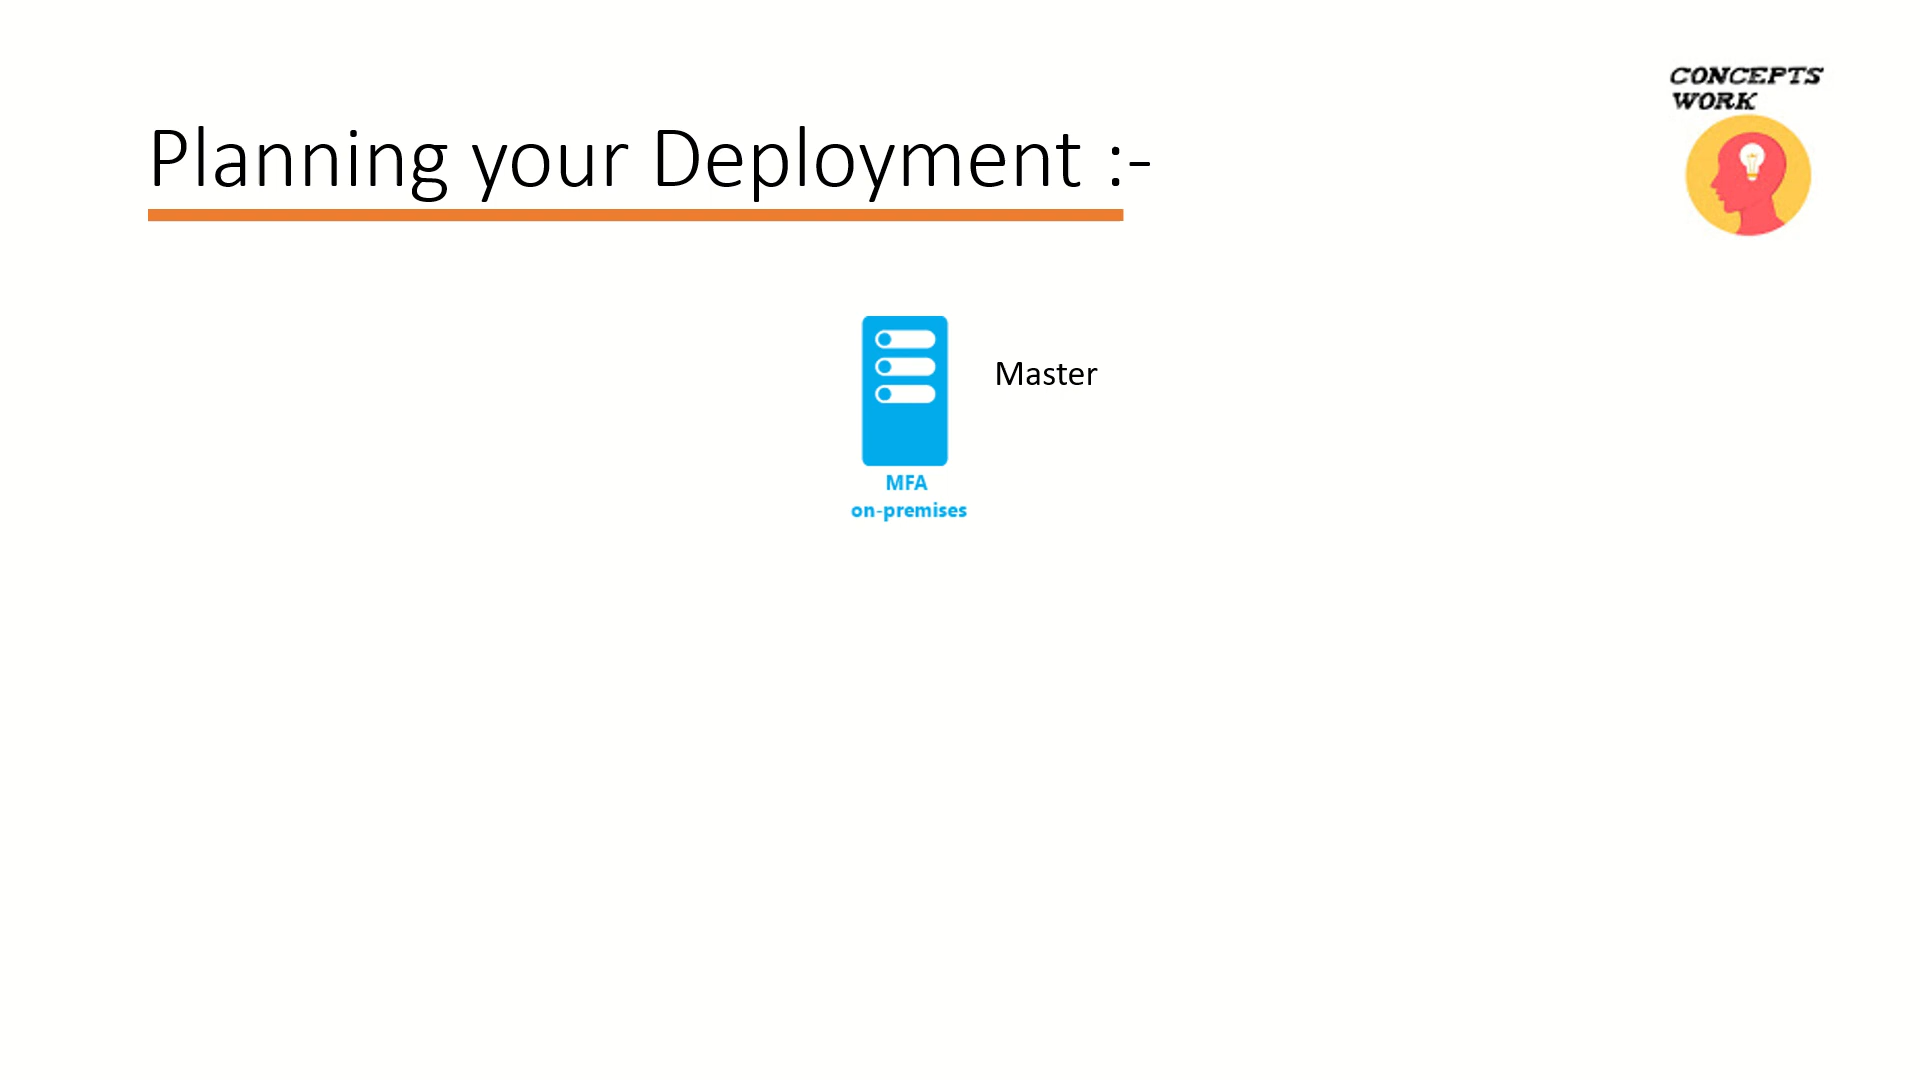 CONCEPTS
WORK
Planning your Deployment :-
Master
MFA
on-premises